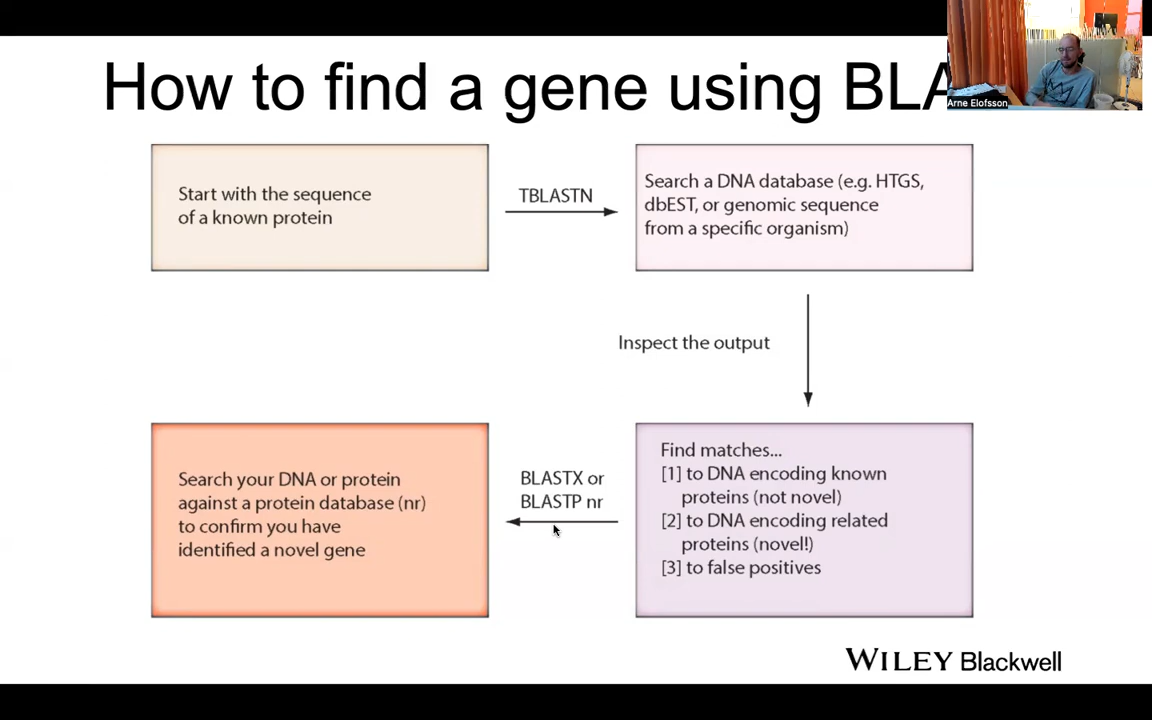 How to find a gene using BLA
Arne Elofsson
Start with the sequence
of a known protein
TBLASTN
Search a DNA database (e.g. HTGS,
dbEST, or genomic sequence
from a specific organism)
Inspect the output
Find matches...
[1] to DNA encoding known
proteins (not novel)
[2] to DNA encoding related
proteins (novel!)
[3] to false positives
BLASTX or
BLASTP nr
Search your DNA or protein
against a protein database (nr)
to confirm you have
identified a novel gene
WILEY Blackwell